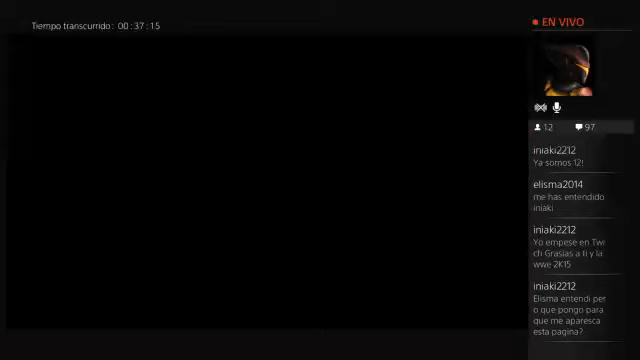 Tiempo transcurrido: 00:37:15
EN VIVO
12 97
iniaki2212
Ya somos 12!
elisma2014
me has entendido
iniaki
iniaki2212
Yo empese en Twi
ch Grasias a ti y la
wwe 2K15
iniaki2212
Elisma entendi per
o que pongo para
que me aparesca
esta pagina?